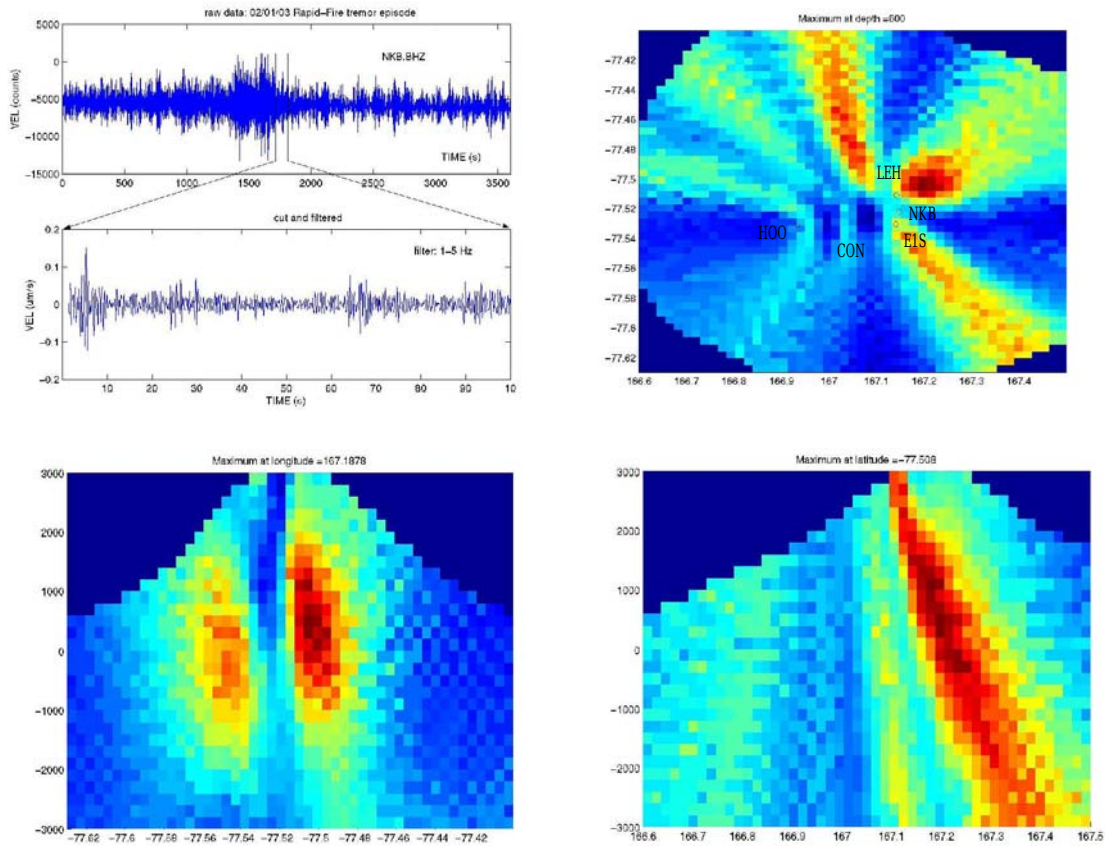 raw data: 02/01/03 Rapid-Fire tremor episode
5000
0
-5000
-10000
-15000
VEL (counts)
NKB.BHZ
TIME (s)
0 500 1000 1500 2000 2500 3000 3500
cut and filtered
0.2
0.1
0
-0.1
-0.2
VEL (μm/s)
filter: 1-5 Hz
10 20 30 40 50 60 70 80 90 10
TIME (s)
Maximum at depth =600
-77.42
-77.44
-77.46
-77.48
-77.5
-77.52
-77.54
-77.56
-77.58
-77.6
-77.62
LEH
NKB
HOO
E1S
CON
166.6 166.7 166.8 166.9 167 167.1 167.2 167.3 167.4
Maximum at longitude =167.1878
3000
2000
1000
0
-1000
-2000
-3000
-77.62 -77.6 -77.58 -77.56 -77.54 -77.52 -77.5 -77.48 -77.46 -77.44 -77.42
Maximum at latitude =-77.508
3000
2000
1000
0
-1000
-2000
-3000
166.6 166.7 166.8 166.9 167 167.1 167.2 167.3 167.4 167.5